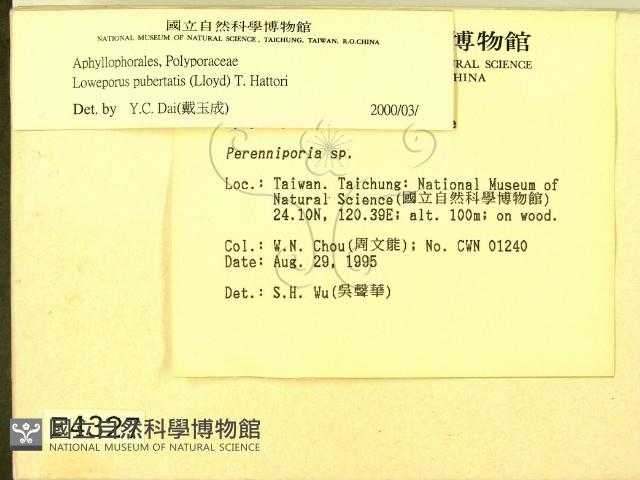 國立自然科學博物館
NATIONAL MUSEUM OF NATURAL SCIENCE, TAICHUNG, TAIWAN, R.O.CHINA
Aphyllophorales, Polyporaceae
Loweporus pubertatis (Lloyd) T. Hattori
Det. by Y.C. Dai(戴玉成) 2000/03/
博物館
URAL SCIENCE
CHINA
Perenniporia sp.
Loc.: Taiwan. Taichung: National Museum of
Natural Science(國立自然科學博物館)
24.10N, 120.39E; alt. 100m; on wood.
Col.: W.N. Chou(周文能); No. CWN 01240
Date: Aug. 29, 1995
Det.: S.H. Wu(吳聲華)
F4327
國立自然科學博物館
NATIONAL MUSEUM OF NATURAL SCIENCE